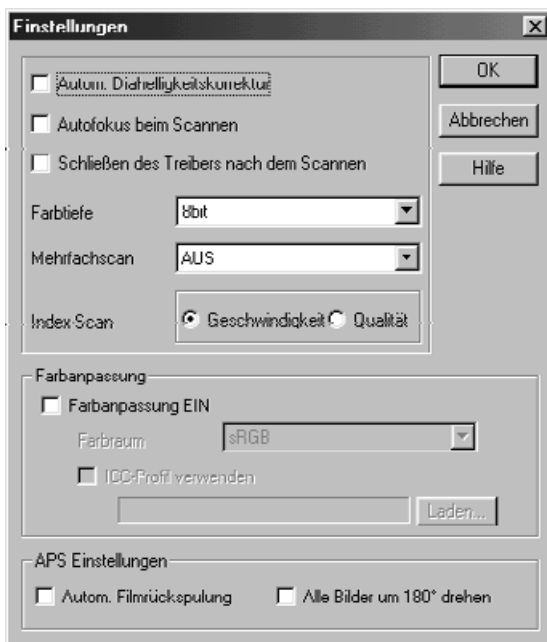 Einstellungen
Autom. Diahelligkeitskorrektur
OK
Autofokus beim Scannen
Abbrechen
Schließen des Treibers nach dem Scannen
Hilfe
Farbtiefe 8bit
Mehrfachscan AUS
Index-Scan Geschwindigkeit Qualität
Farbanpassung
Farbanpassung EIN
Farbraum sRGB
ICC-Profil verwenden
Laden...
APS Einstellungen
Autom. Filmrückspulung Alle Bilder um 180° drehen